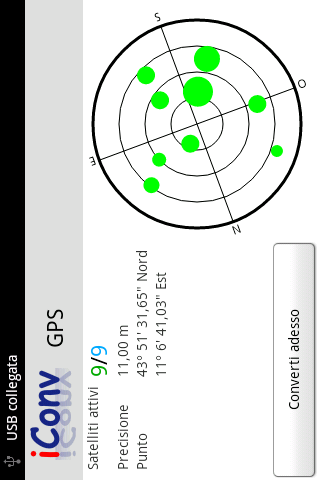 USB collegata
iConv
GPS
Satelliti attivi 9/9
Precisione 11,00 m
Punto 43° 51' 31,65" Nord
11° 6' 41,03" Est
S
O
E
N
Converti adesso